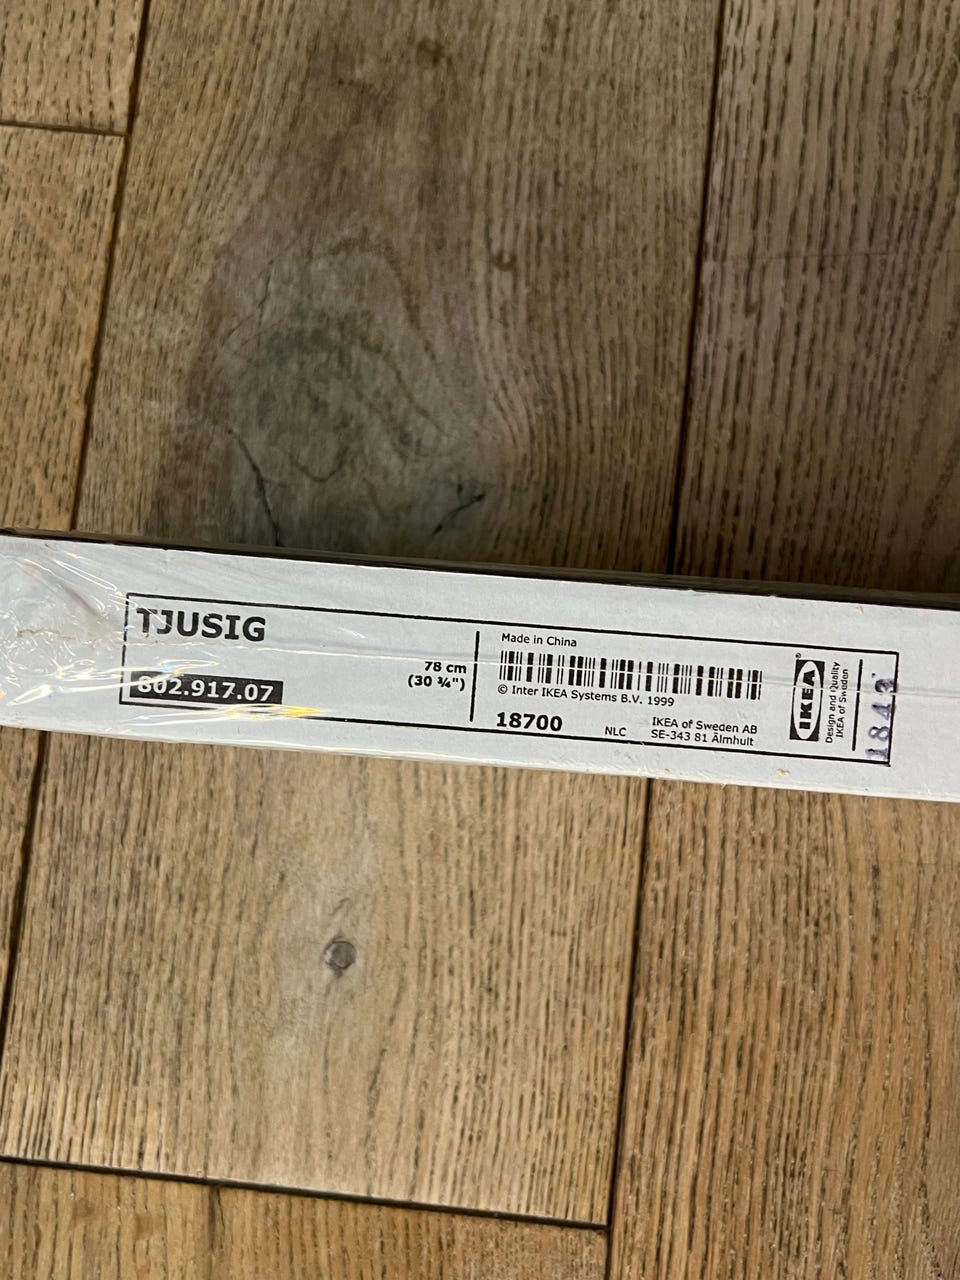 TJUSIG
802.917.07
78 cm
(30 ¾")
Made in China
© Inter IKEA Systems B.V. 1999
18700
NLC
IKEA of Sweden AB
SE-343 81 Älmhult
IKEA®
Design and Quality
IKEA of Sweden
1843